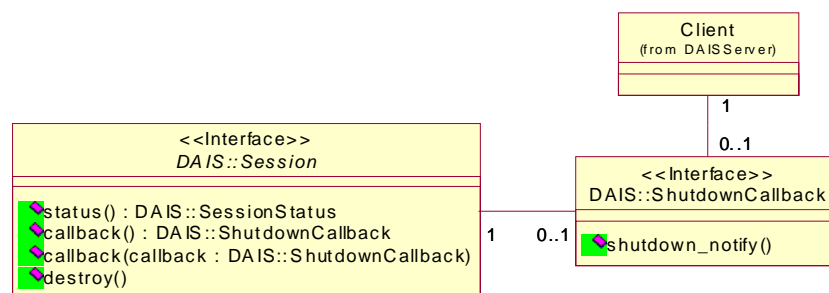 Client
(from DAISServer)
1
0..1
<<Interface>>
DAIS::Session
status() : DAIS::SessionStatus
callback() : DAIS::ShutdownCallback
callback(callback : DAIS::ShutdownCallback)
destroy()
1
0..1
<<Interface>>
DAIS::ShutdownCallback
shutdown_notify()